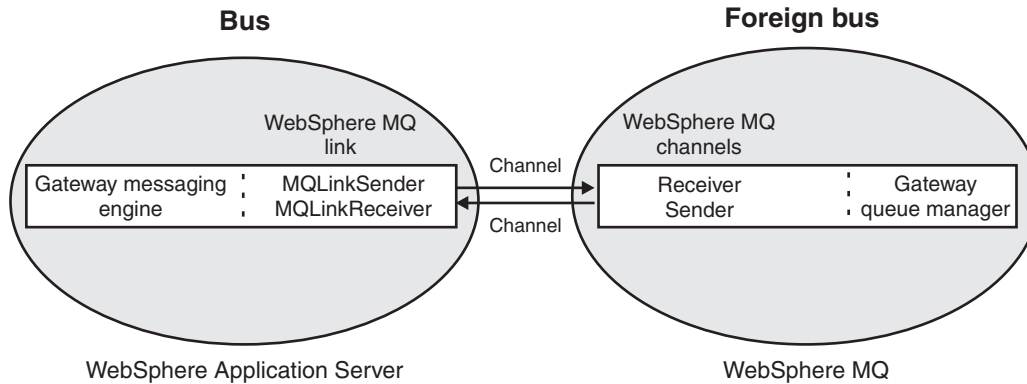 Bus
Foreign bus
WebSphere MQ
link
WebSphere MQ
channels
Channel
Gateway messaging
engine
MQLinkSender
MQLinkReceiver
Receiver
Sender
Gateway
queue manager
Channel
WebSphere Application Server
WebSphere MQ